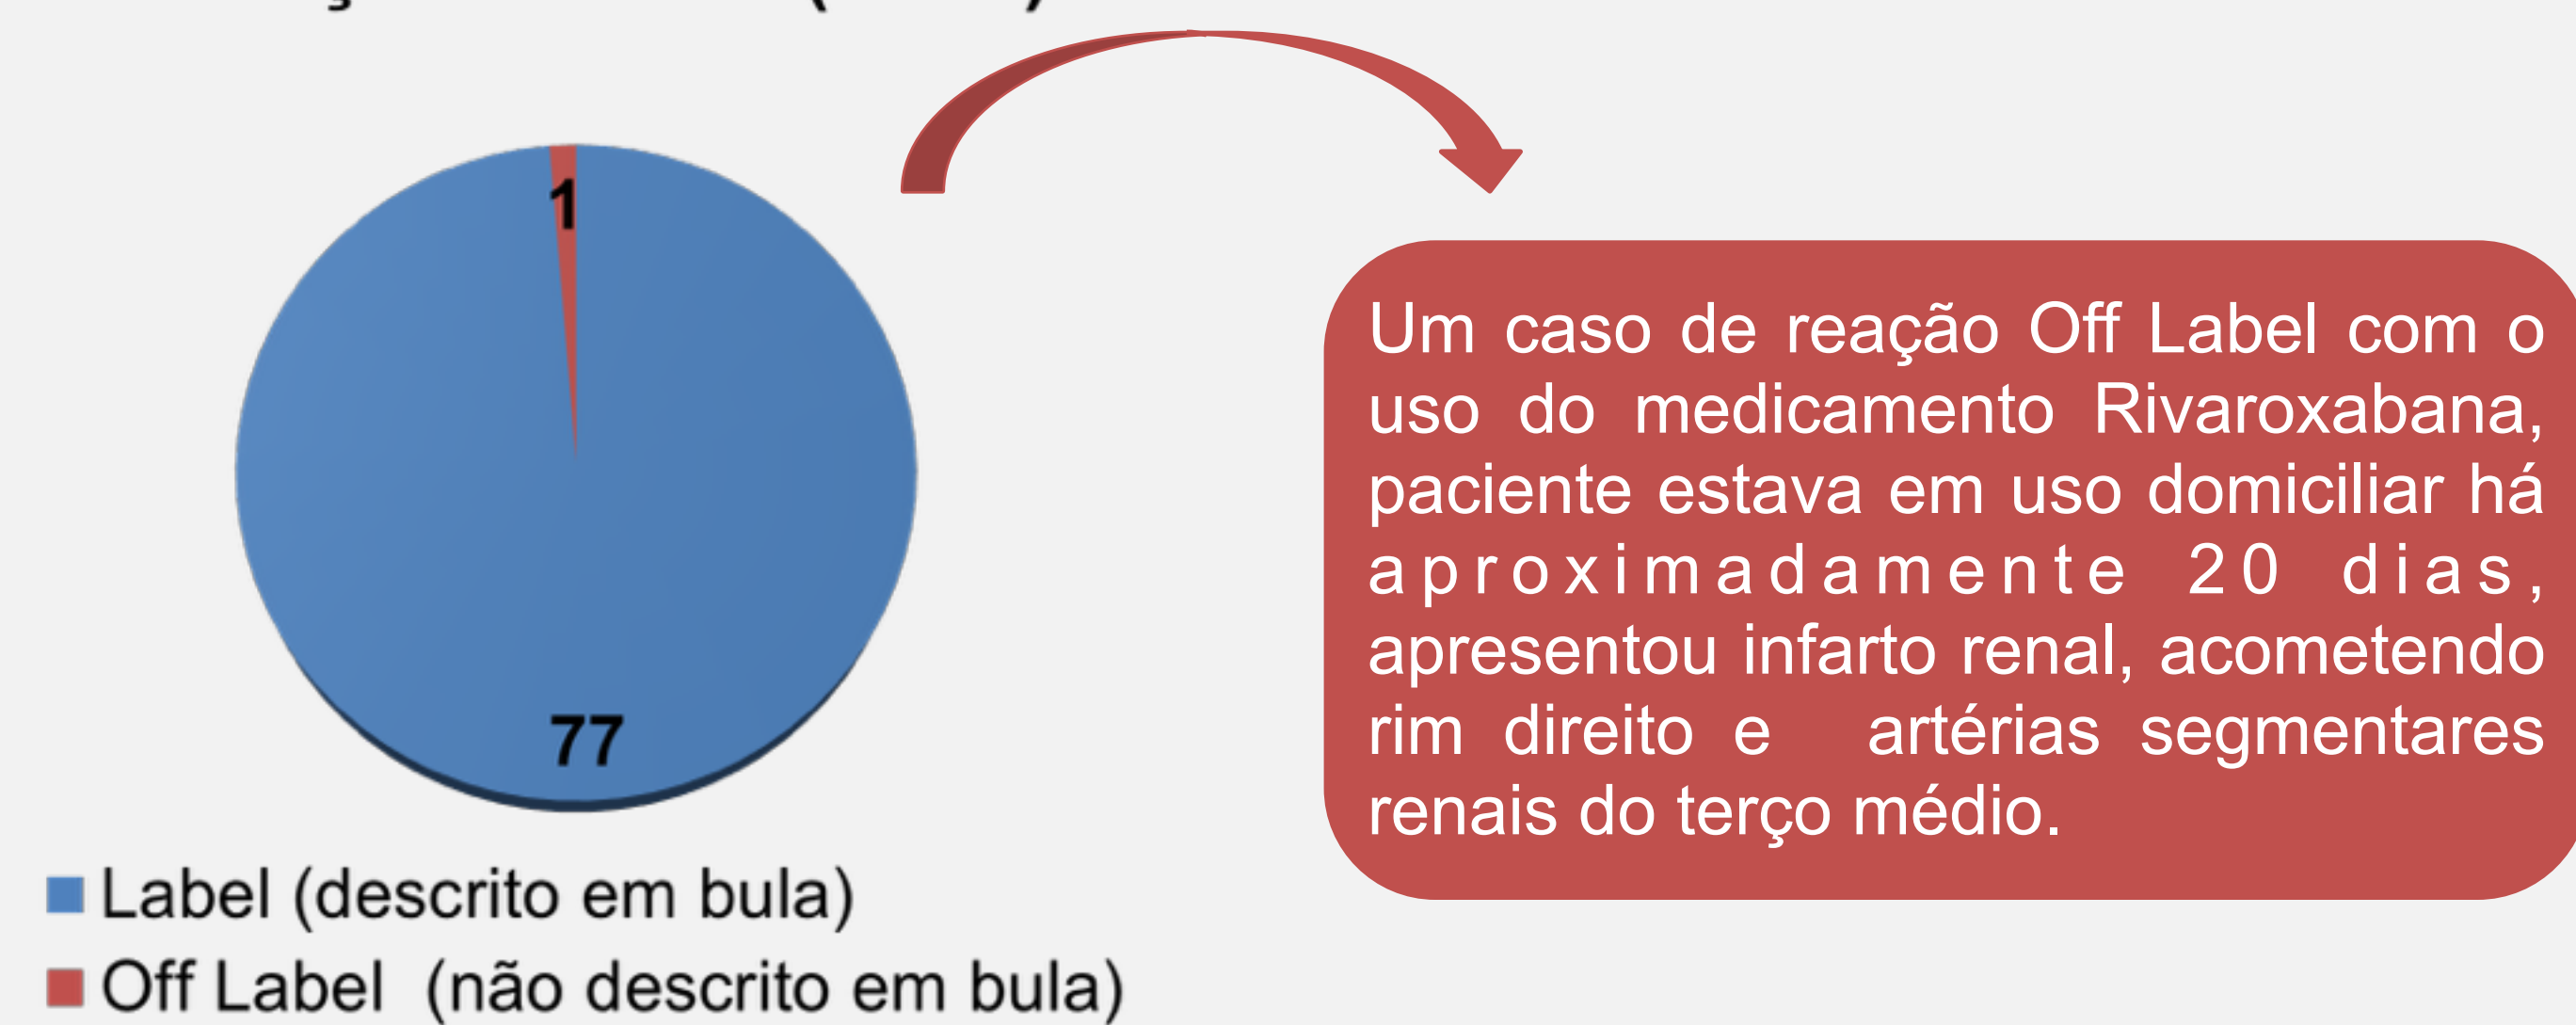 1
77
Label (descrito em bula)
Off Label (não descrito em bula)
Um caso de reação Off Label com o
uso do medicamento Rivaroxabana,
paciente estava em uso domiciliar há
aproximadamente 20 dias,
apresentou infarto renal, acometendo
rim direito e artérias segmentares
renais do terço médio.